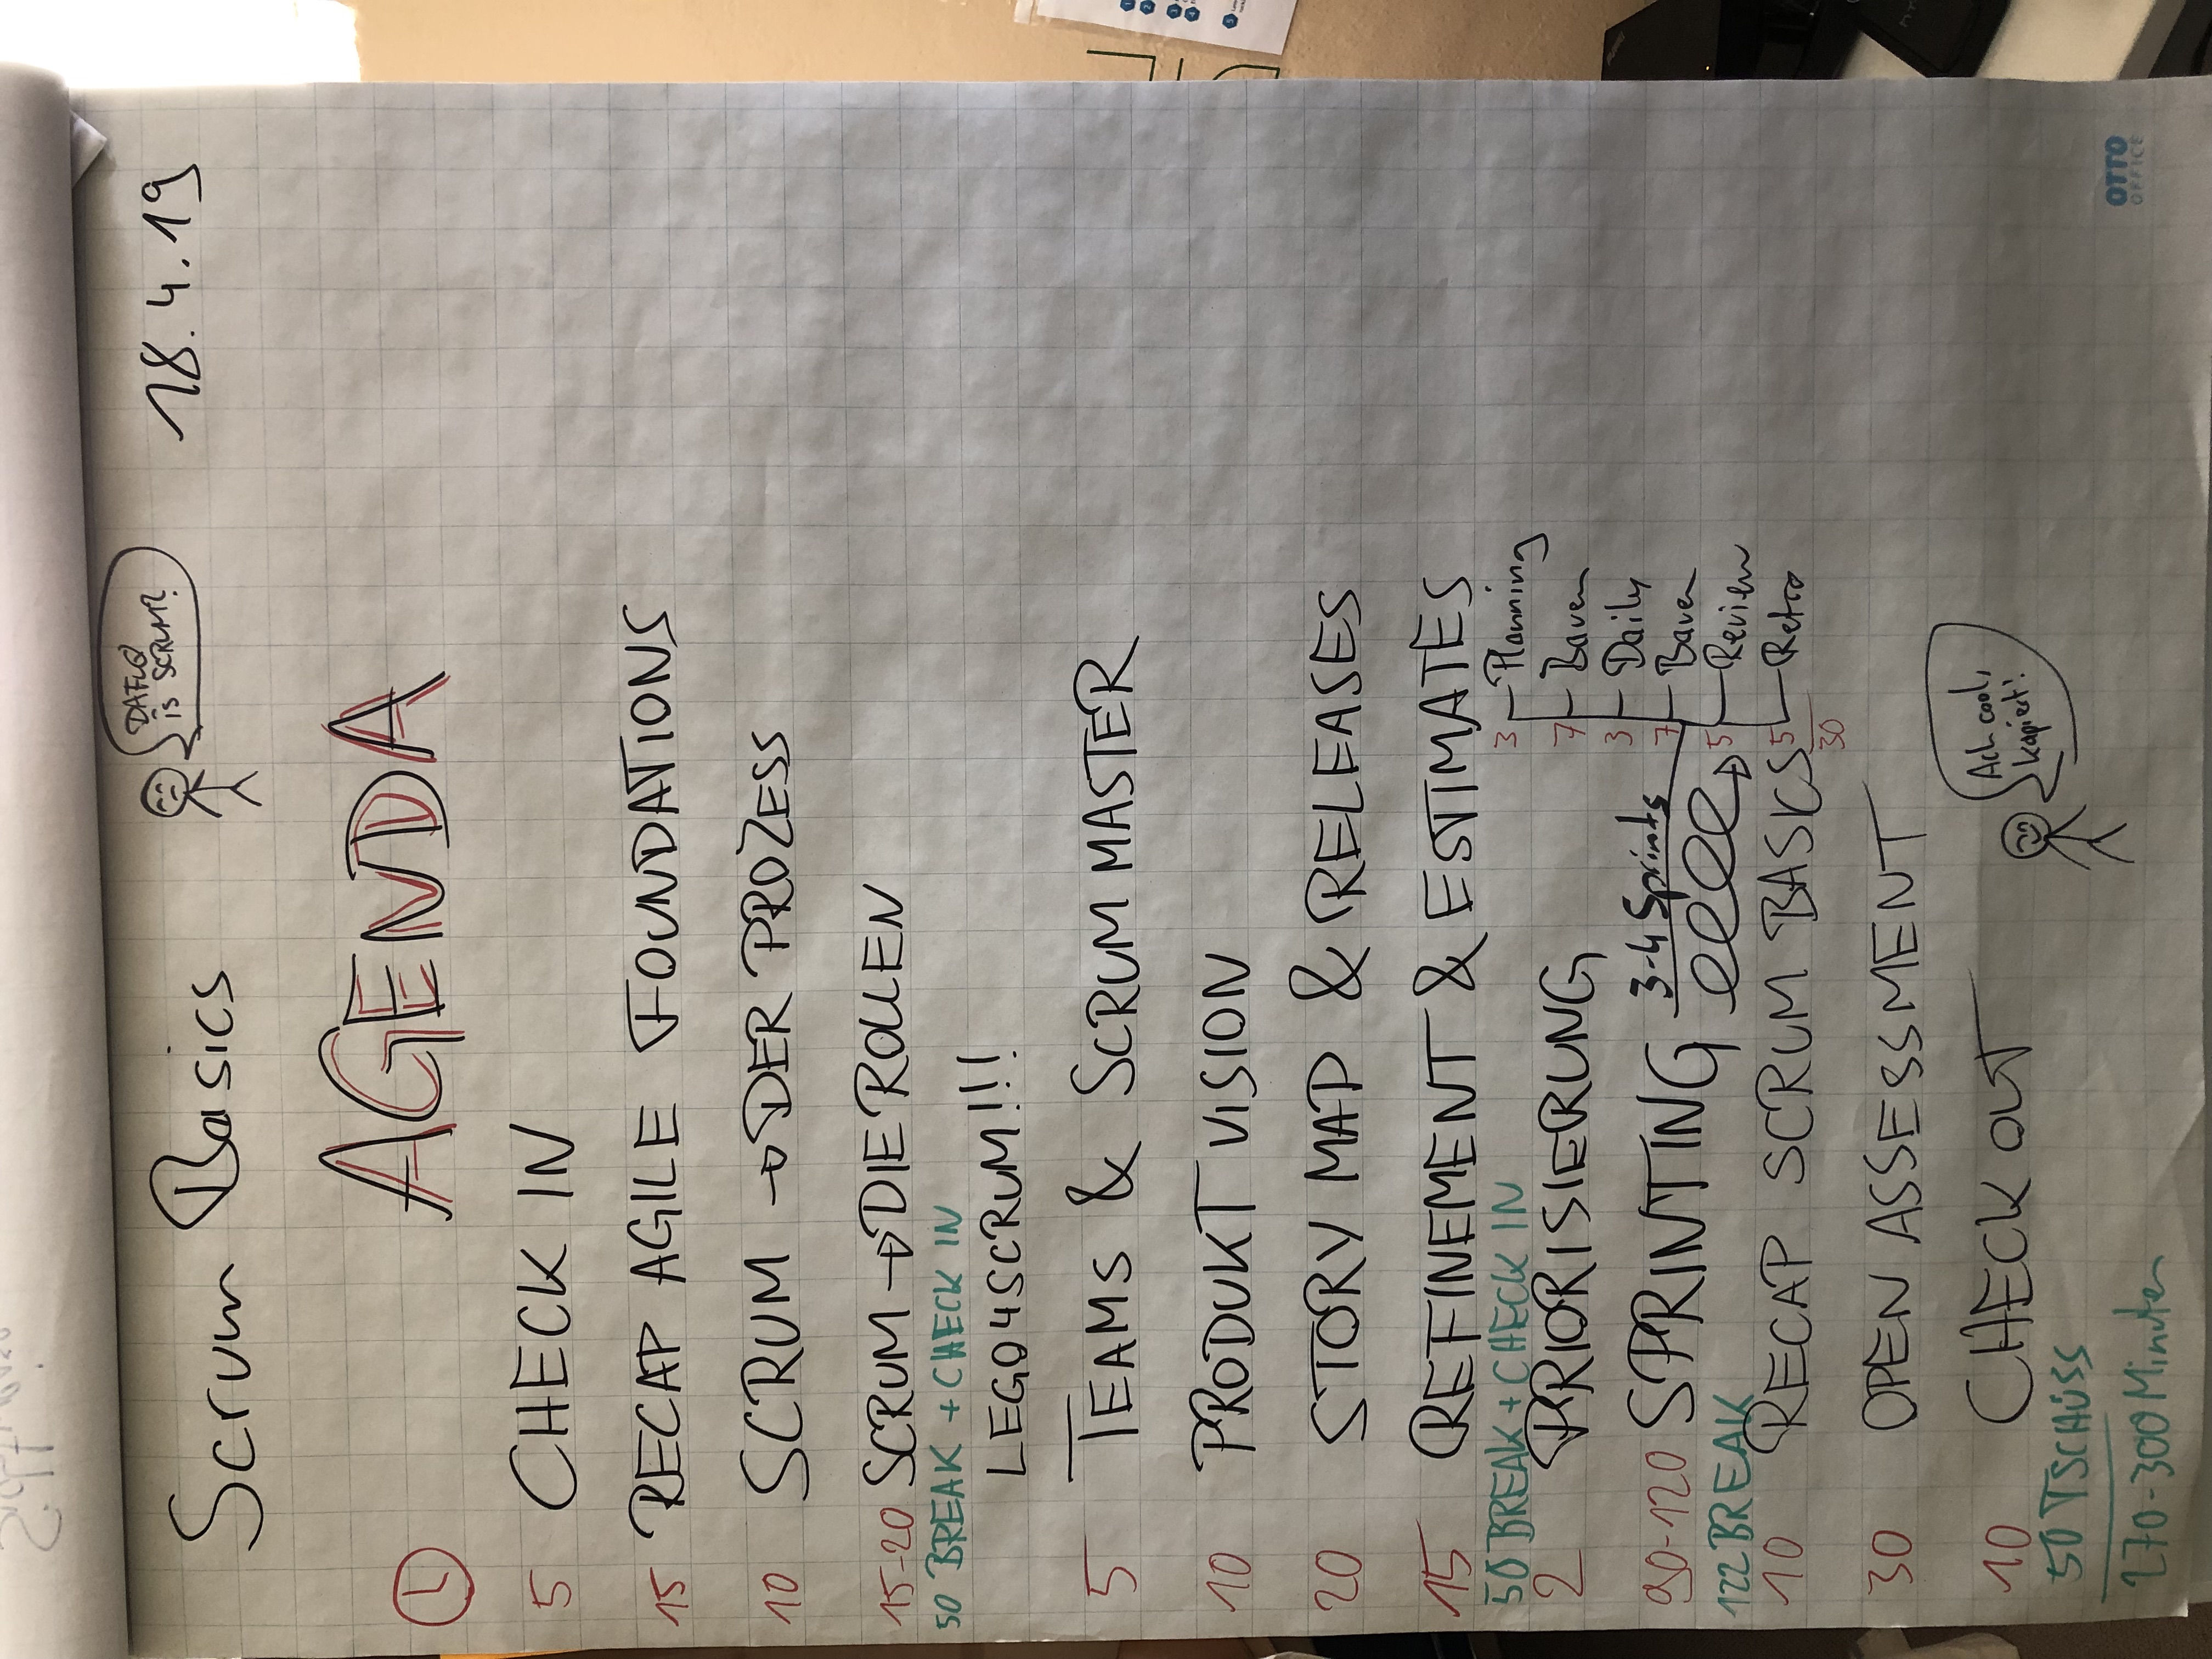 Scrum Basics
DAFUQ
is SCRUM?
18.4.19
AGENDA
5 CHECK IN
15 RECAP AGILE FOUNDATIONS
10 SCRUM → DER PROZESS
15-20 SCRUM → DIE ROLLEN
50 BREAK + CHECK IN
LEGO4SCRUM!!!
5 TEAMS & SCRUM MASTER
10 PRODUKT VISION
20 STORY MAP & RELEASES
15 REFINEMENT & ESTIMATES
50 BREAK + CHECK IN
2 PRIORISIERUNG
90-120 SPRINTING 3-4 Sprints
3 Planning
7 Bauen
3 Daily
7 Bauen
5 Review
5 Retro
30
122 BREAK
10 RECAP SCRUM BASICS
30 OPEN ASSESSMENT
10 CHECK OUT
Ach cool,
kapiert!
50 TSCHÜSS
270-300 Minuten
OTTO
OFFICE